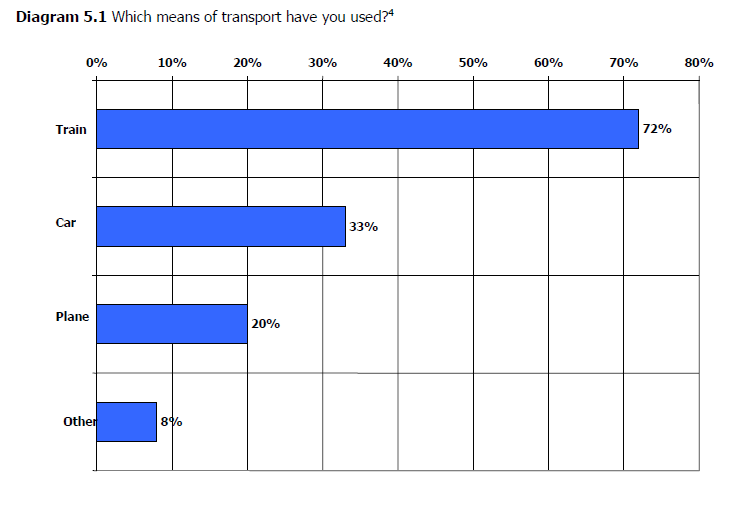 Diagram 5.1 Which means of transport have you used?⁴
0% 10% 20% 30% 40% 50% 60% 70% 80%
Train 72%
Car 33%
Plane 20%
Other 8%